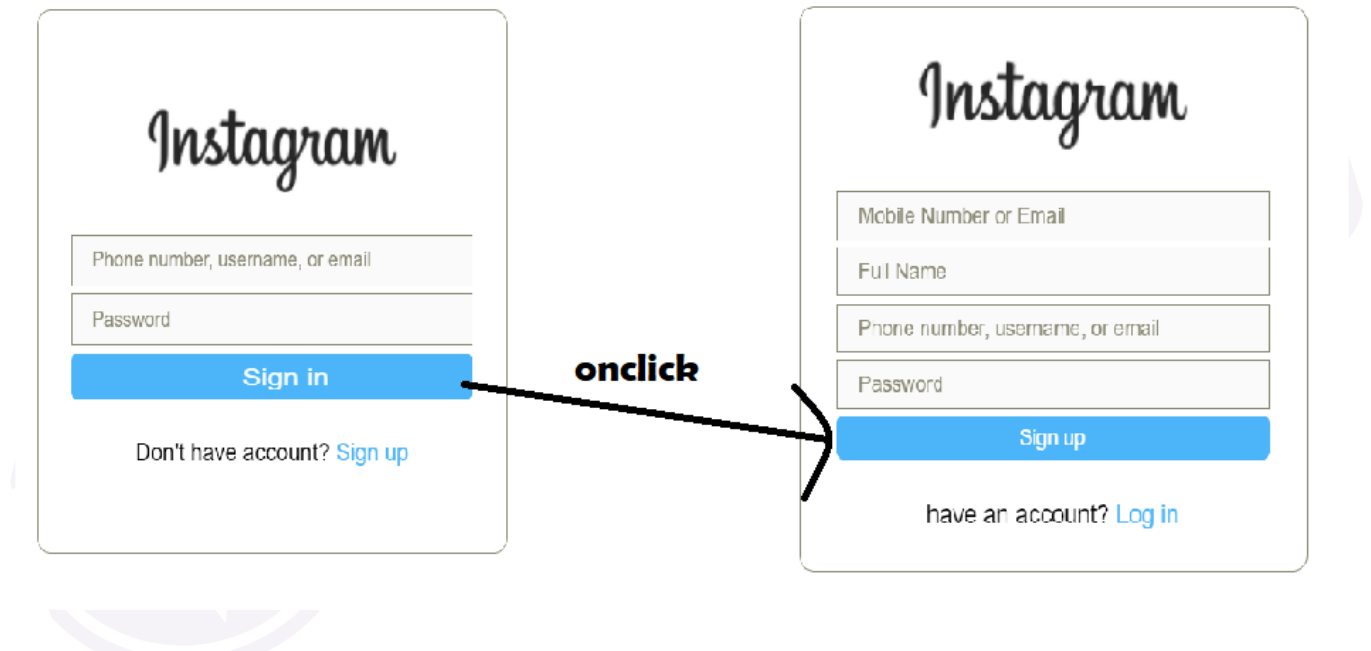 Instagram
Phone number, username, or email
Password
Sign in
Don't have account? Sign up
onclick
Instagram
Mobile Number or Email
Full Name
Phone number, username, or email
Password
Sign up
have an account? Log in